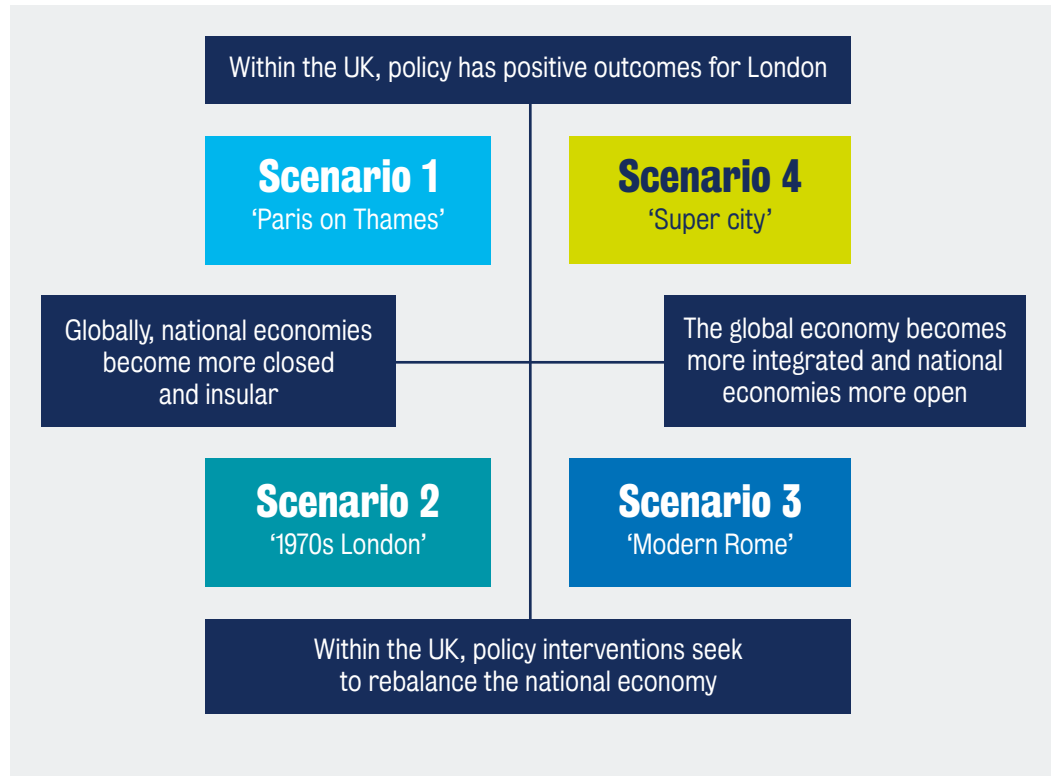 Within the UK, policy has positive outcomes for London
Scenario 1
‘Paris on Thames’
Scenario 4
‘Super city’
Globally, national economies
become more closed
and insular
The global economy becomes
more integrated and national
economies more open
Scenario 2
‘1970s London’
Scenario 3
‘Modern Rome’
Within the UK, policy interventions seek
to rebalance the national economy